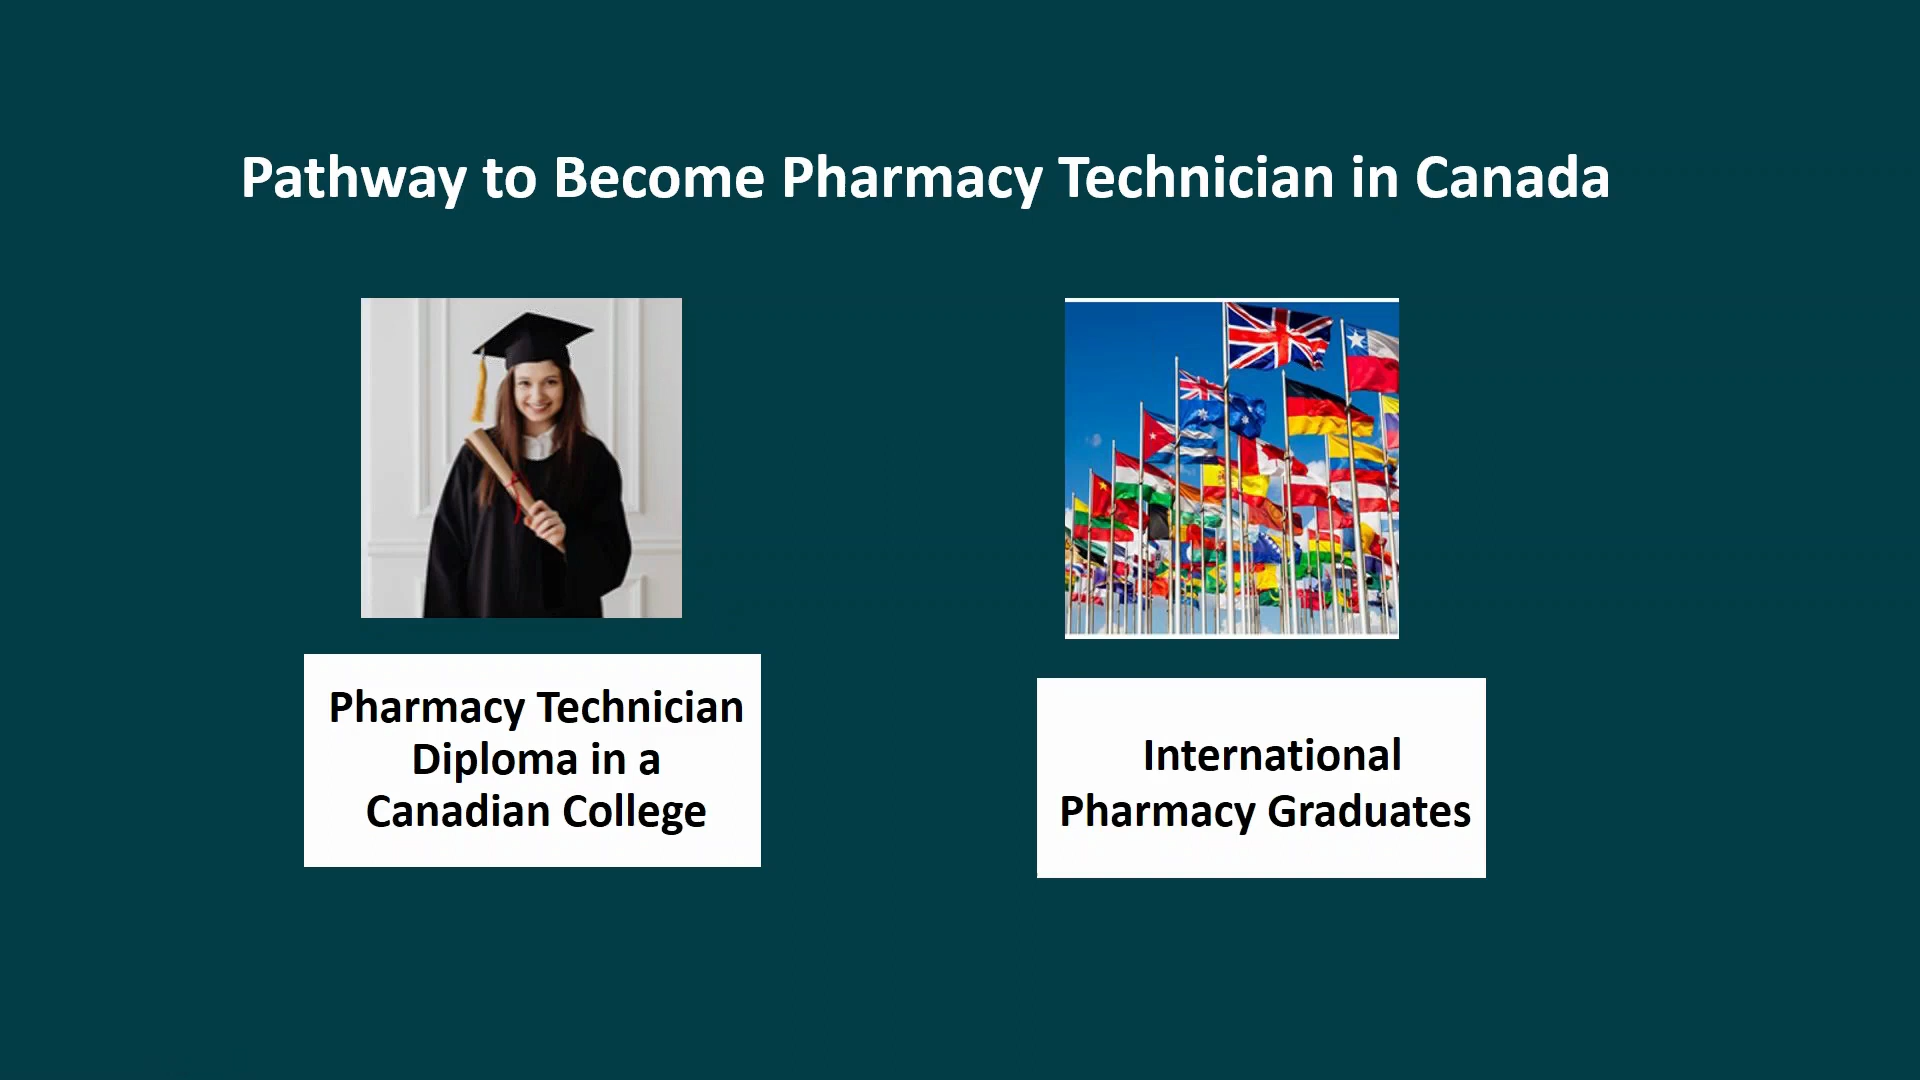 Pathway to Become Pharmacy Technician in Canada
Pharmacy Technician
Diploma in a
Canadian College
International
Pharmacy Graduates